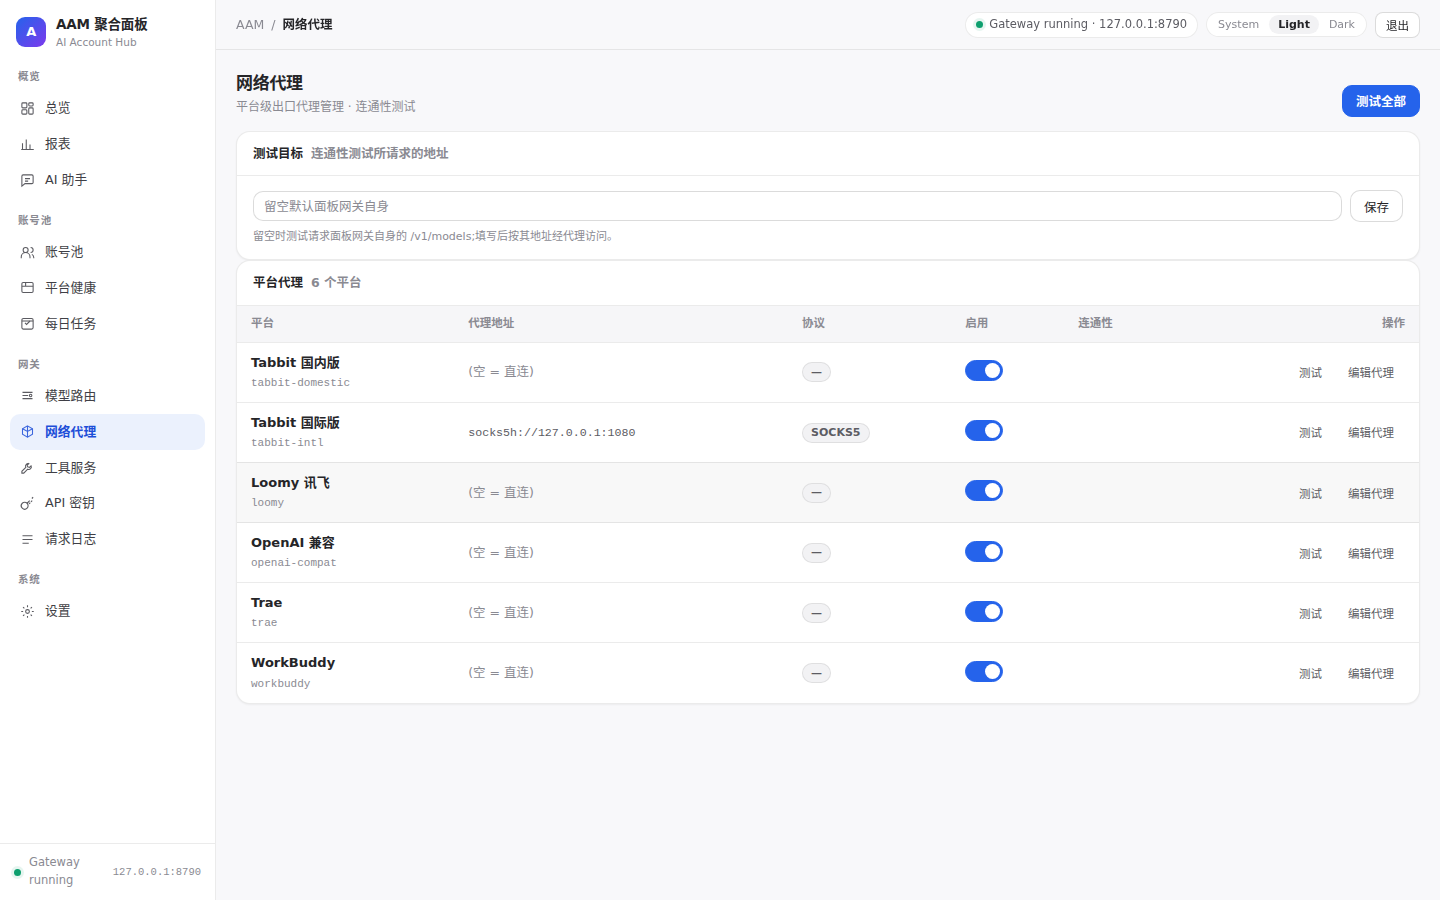 A
AAM 聚合面板
AI Account Hub
概览
总览
报表
AI 助手
账号池
账号池
平台健康
每日任务
网关
模型路由
网络代理
工具服务
API 密钥
请求日志
系统
设置
Gateway running
127.0.0.1:8790
AAM / 网络代理
Gateway running · 127.0.0.1:8790
System Light Dark
退出
网络代理
平台级出口代理管理 · 连通性测试
测试全部
测试目标 连通性测试所请求的地址
留空默认面板网关自身
保存
留空时测试请求面板网关自身的 /v1/models;填写后按其地址经代理访问。
平台代理 6 个平台
平台 代理地址 协议 启用 连通性 操作
Tabbit 国内版
tabbit-domestic
(空 = 直连) — 测试 编辑代理
Tabbit 国际版
tabbit-intl
socks5h://127.0.0.1:1080 SOCKS5 测试 编辑代理
Loomy 讯飞
loomy
(空 = 直连) — 测试 编辑代理
OpenAI 兼容
openai-compat
(空 = 直连) — 测试 编辑代理
Trae
trae
(空 = 直连) — 测试 编辑代理
WorkBuddy
workbuddy
(空 = 直连) — 测试 编辑代理